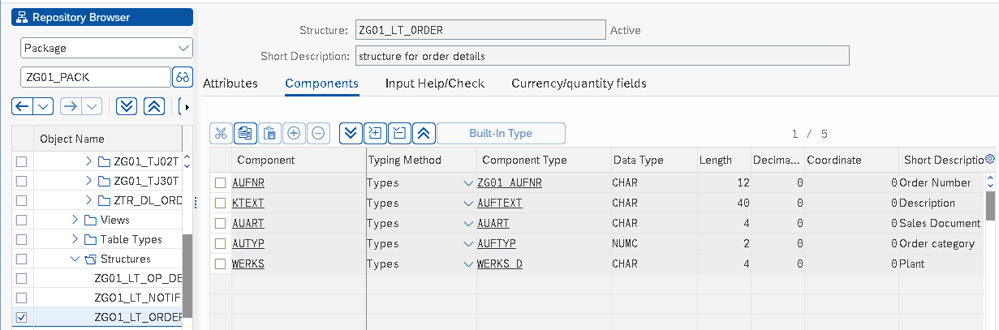 Repository Browser
Package
ZG01_PACK
Object Name
ZG01_TJ02T
ZG01_TJ30T
ZTR_DL_ORD
Views
Table Types
Structures
ZG01_LT_OP_DE
ZGO1_LT_NOTIF
ZGO1_LT_ORDER
Structure: ZG01_LT_ORDER Active
Short Description: structure for order details
Attributes Components Input Help/Check Currency/quantity fields
Built-In Type 1 / 5
Component Typing Method Component Type Data Type Length Decima... Coordinate Short Descriptio
AUFNR Types ZG01_AUFNR CHAR 12 0 0 Order Number
KTEXT Types AUFTEXT CHAR 40 0 0 Description
AUART Types AUART CHAR 4 0 0 Sales Document
AUTYP Types AUFTYP NUMC 2 0 0 Order category
WERKS Types WERKS_D CHAR 4 0 0 Plant